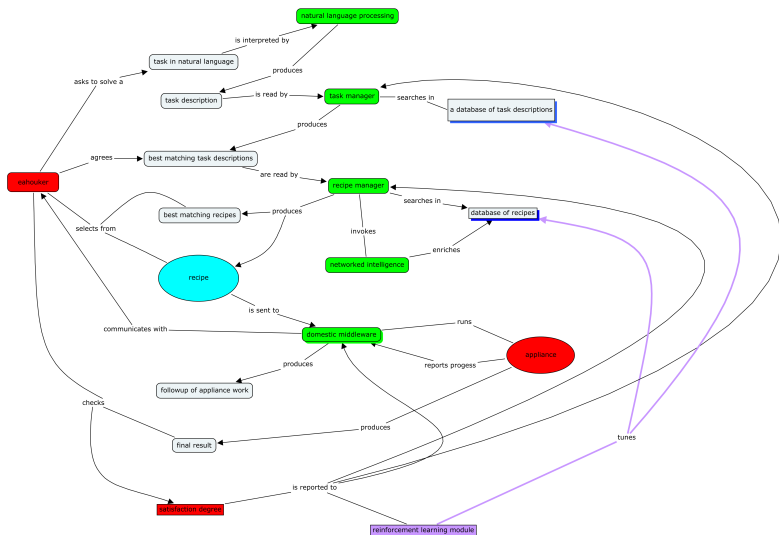 natural language processing
is interpreted by
task in natural language
asks to solve a
produces
task description
is read by
task manager
searches in
a database of task descriptions
produces
agrees
best matching task descriptions
are read by
eahouker
recipe manager
searches in
best matching recipes
produces
database of recipes
selects from
invokes
enriches
networked intelligence
recipe
is sent to
communicates with
domestic middleware
runs
appliance
reports progess
produces
followup of appliance work
checks
produces
final result
tunes
is reported to
satisfaction degree
reinforcement learning module